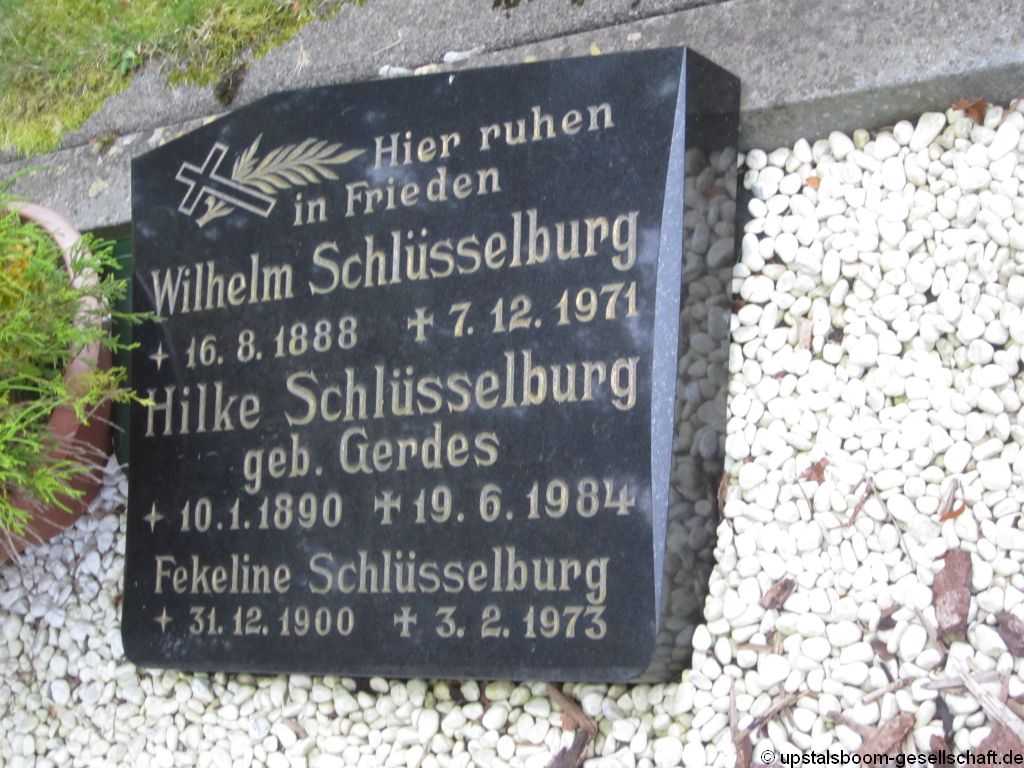 Hier ruhen
in Frieden
Wilhelm Schlüsselburg
16. 8. 1888 ✝ 7. 12. 1971
Hilke Schlüsselburg
geb. Gerdes
10. 1. 1890 ✝ 19. 6. 1984
Fekeline Schlüsselburg
31. 12. 1900 ✝ 3. 2. 1973
© upstalsboom-gesellschaft.de